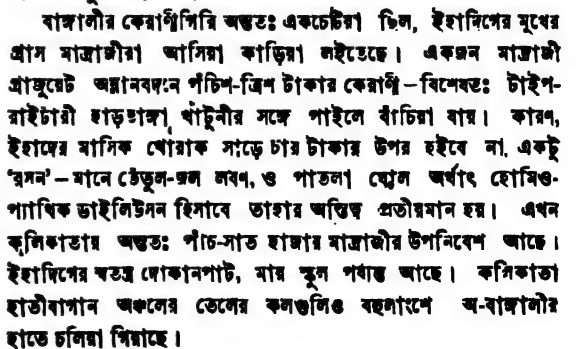 বাঙ্গালীর কেরাণীগিরি অন্ততঃ একচেটিয়া ছিল, ইহাদিগের মুখের
গ্রাস মাদ্রাজীরা আসিয়া কাড়িয়া লইতেছে। একজন মাদ্রাজী
গ্রাজুয়েট অম্লানবদনে পঁচিশ-ত্রিশ টাকার কেরাণী–বিশেষতঃ টাইপ-
রাইটারী হাড়ভাঙ্গা খাটুনীর সঙ্গে পাইলে বাঁচিয়া যায়। কারণ,
ইহাদের মাসিক খোরাক সাড়ে চার টাকার উপর হইবে না, একটু
‘রসন’–মানে তেঁতুল-জল লবণ, ও পাতলা ঘোল অর্থাৎ হোমিও-
প্যাথিক ডাইলিউসন হিসাবে তাহার অস্তিত্ব প্রতীয়মান হয়। এখন
কলিকাতায় অন্ততঃ পাঁচ-সাত হাজার মাদ্রাজীর উপনিবেশ আছে।
ইহাদিগের স্বতন্ত্র দোকানপাট, মায় স্কুল পর্যন্ত আছে। কলিকাতা
হাতীবাগান অঞ্চলের তেলের কলগুলিও বহুলাংশে অ-বাঙ্গালীর
হাতে চলিয়া গিয়াছে।